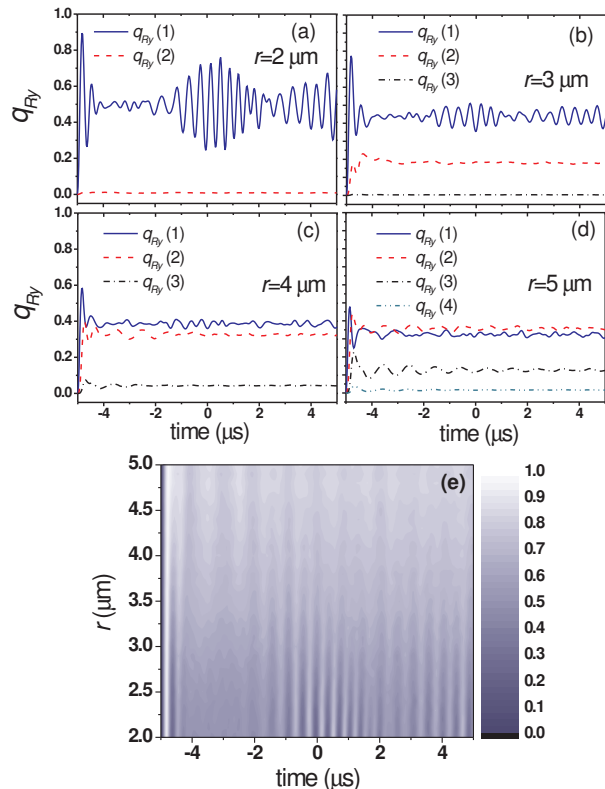 1.0
0.8
0.6
0.4
0.2
0.0
q_Ry
q_Ry (1)
q_Ry (2)
(a)
r=2 μm
q_Ry (1)
q_Ry (2)
q_Ry (3)
(b)
r=3 μm
1.0
0.8
0.6
0.4
0.2
0.0
q_Ry
-4 -2 0 2 4
time (μs)
q_Ry (1)
q_Ry (2)
q_Ry (3)
(c)
r=4 μm
-4 -2 0 2 4
time (μs)
q_Ry (1)
q_Ry (2)
q_Ry (3)
q_Ry (4)
(d)
r=5 μm
5.0
4.5
4.0
3.5
3.0
2.5
2.0
r (μm)
(e)
-4 -2 0 2 4
time (μs)
1.0
0.9
0.8
0.7
0.6
0.5
0.4
0.3
0.2
0.1
0.0